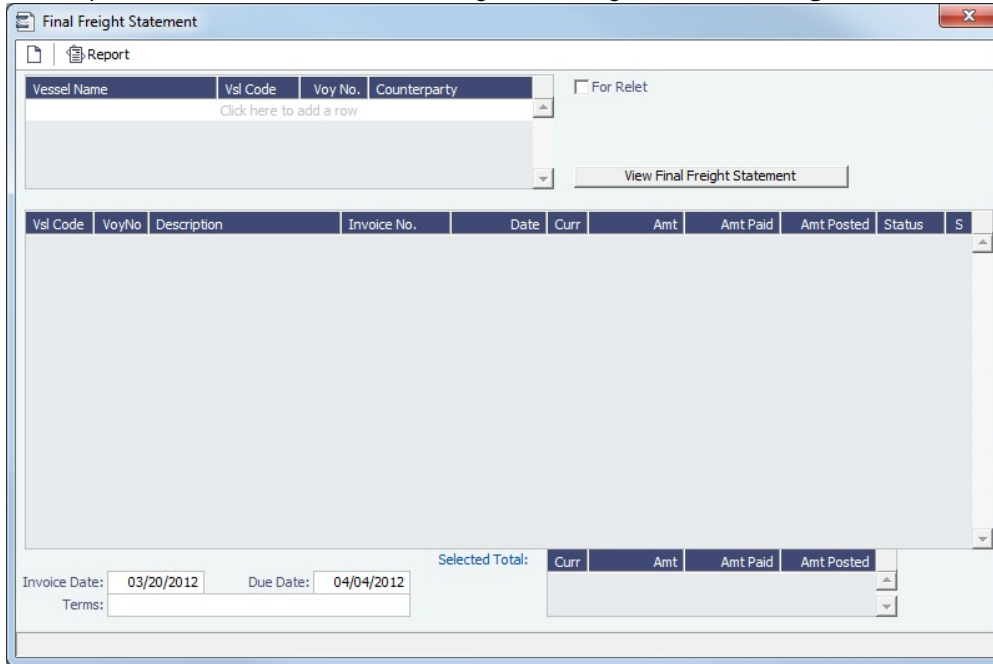 Final Freight Statement
Report
Vessel Name Vsl Code Voy No. Counterparty
For Relet
Click here to add a row
View Final Freight Statement
Vsl Code VoyNo Description Invoice No. Date Curr Amt Amt Paid Amt Posted Status S
Selected Total: Curr Amt Amt Paid Amt Posted
Invoice Date: 03/20/2012 Due Date: 04/04/2012
Terms: